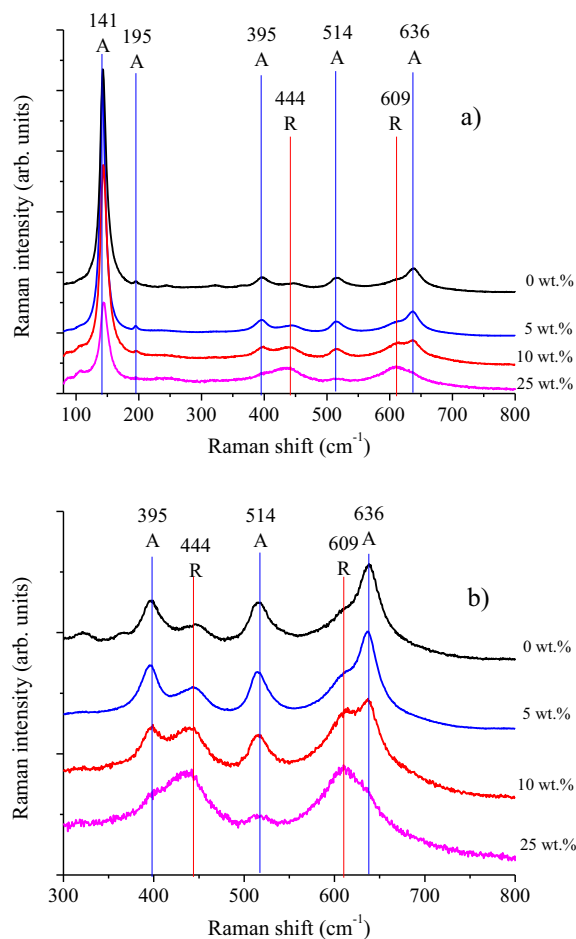 141 195 395 514 636
A A A A A
444 609
R R
a)
Raman intensity (arb. units)
0 wt.%
5 wt.%
10 wt.%
25 wt.%
100 200 300 400 500 600 700 800
Raman shift (cm⁻¹)
395 514 636
A A A
444 609
R R
b)
Raman intensity (arb. units)
0 wt.%
5 wt.%
10 wt.%
25 wt.%
300 400 500 600 700 800
Raman shift (cm⁻¹)